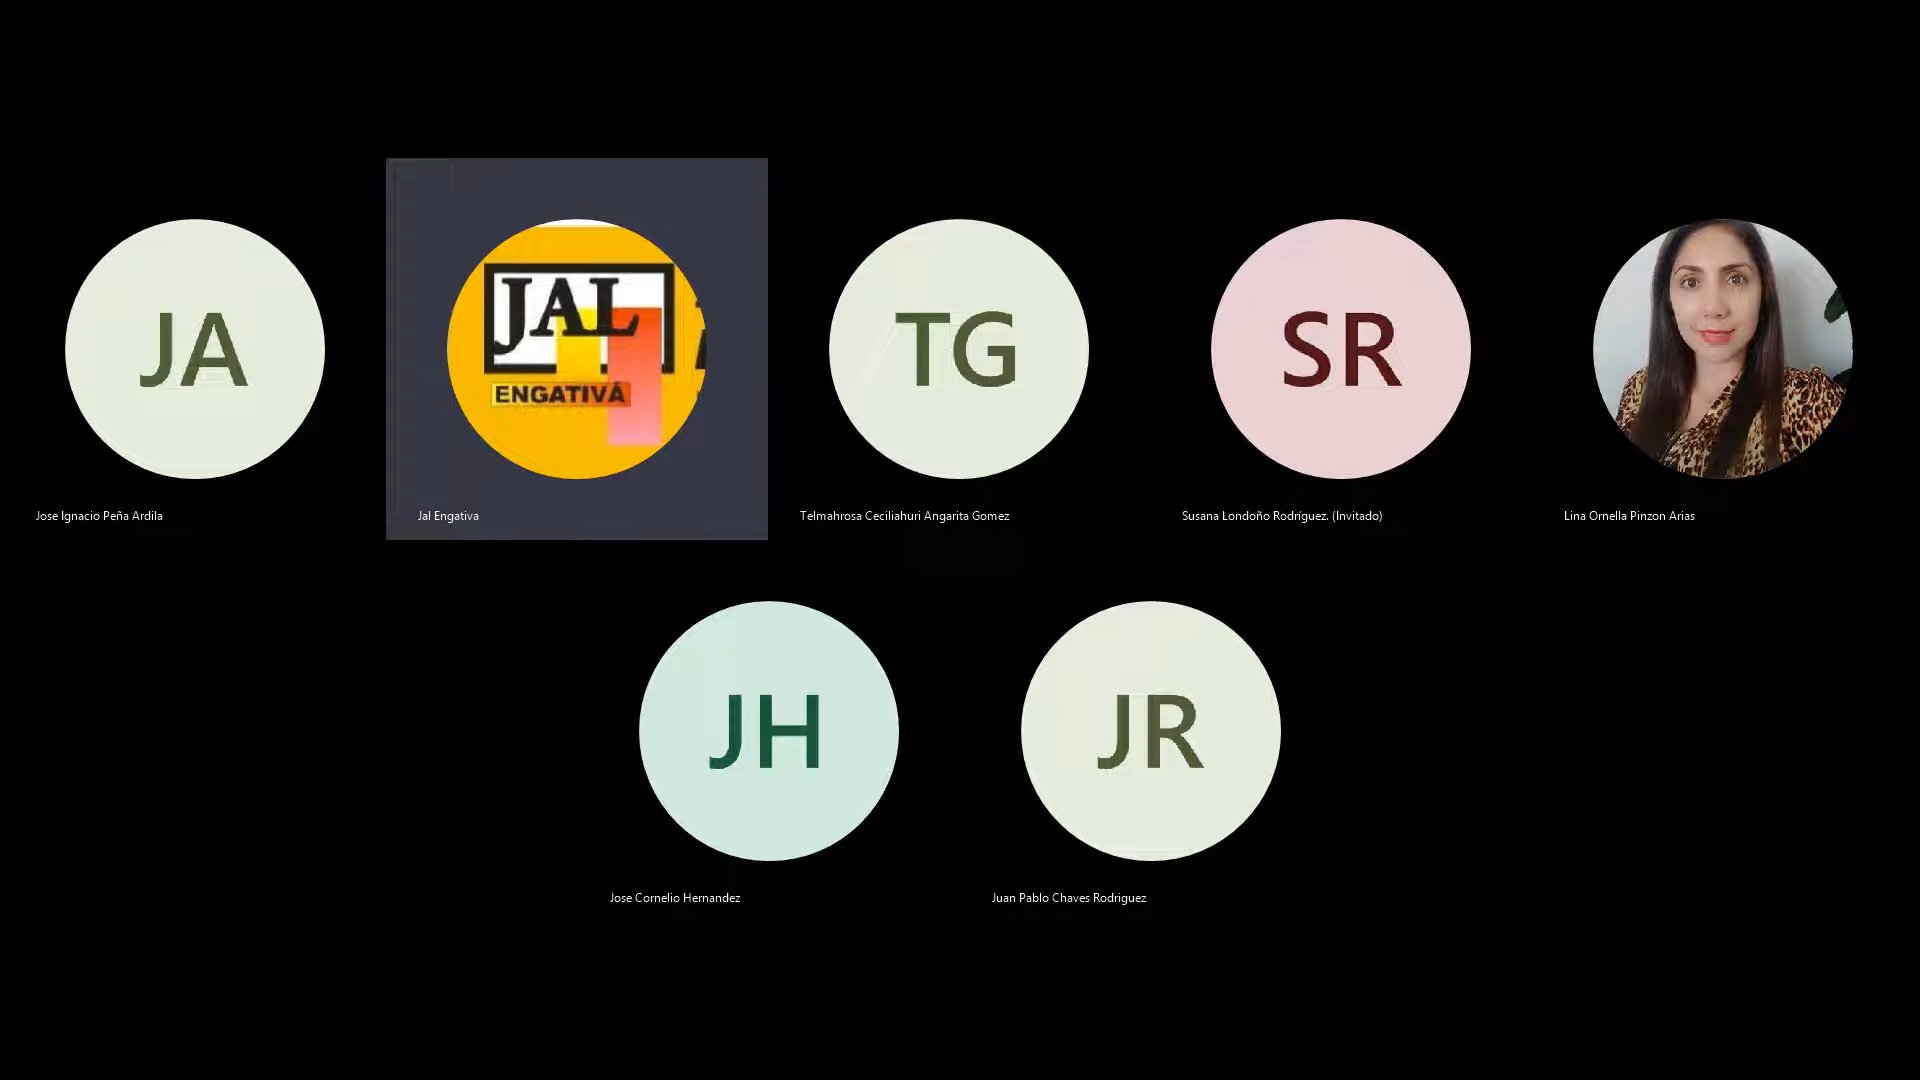 JA
JAL
ENGATIVÁ
TG
SR
Jose Ignacio Peña Ardila
Jal Engativa
Telmahrosa Ceciliahuri Angarita Gomez
Susana Londoño Rodríguez. (Invitado)
Lina Ornella Pinzon Arias
JH
JR
Jose Cornelio Hernandez
Juan Pablo Chaves Rodriguez